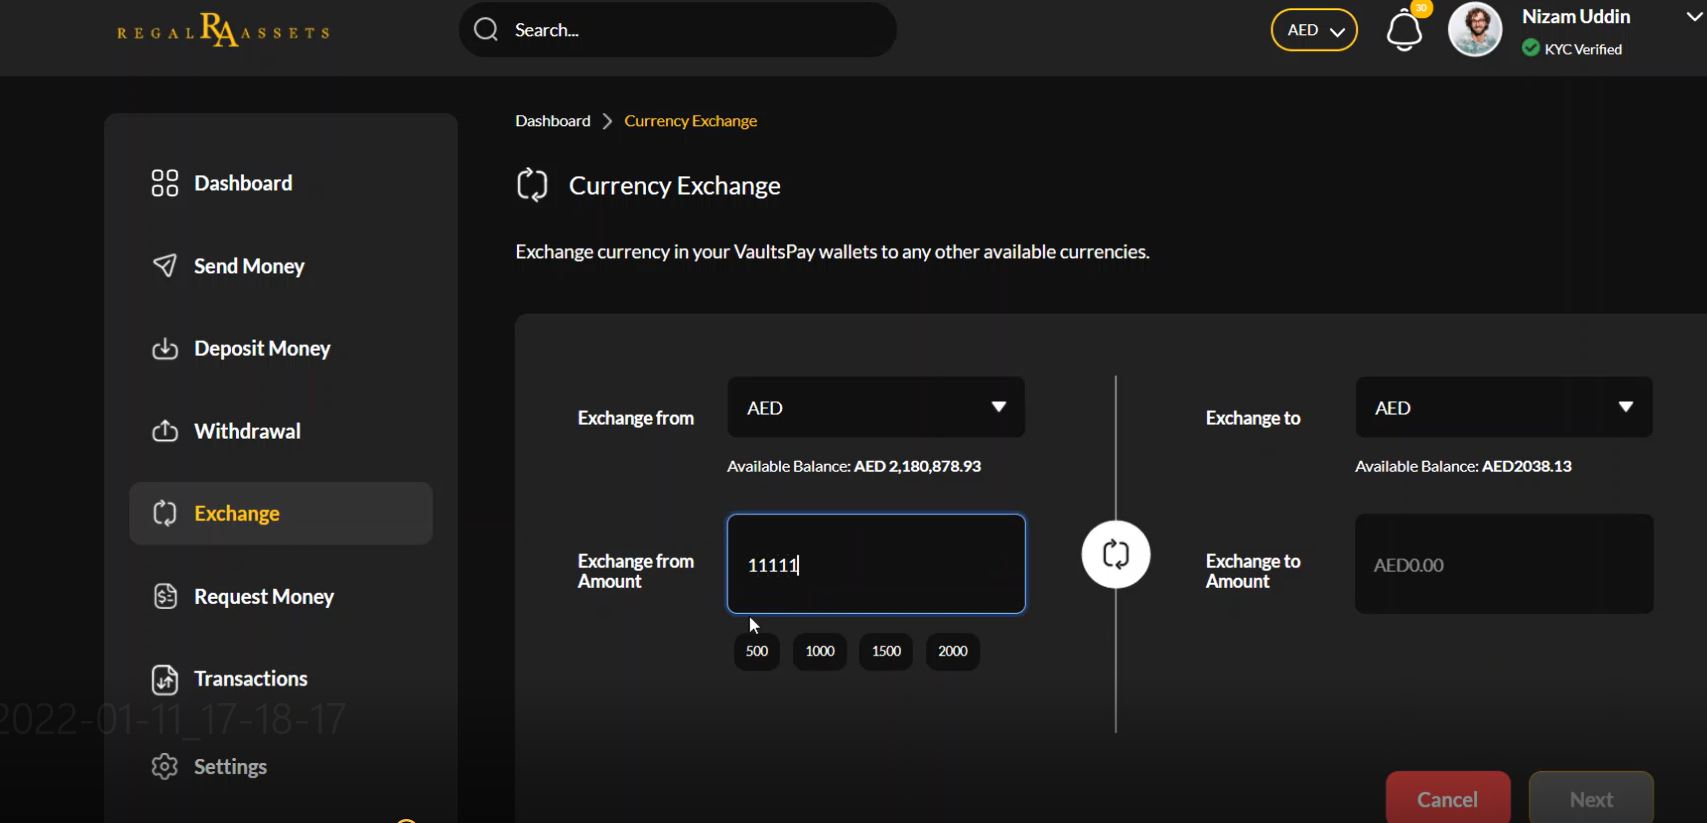 REGAL RA ASSETS
Search...
AED
30
Nizam Uddin
KYC Verified
Dashboard
Send Money
Deposit Money
Withdrawal
Exchange
Request Money
Transactions
2022-01-11_17-18-17
Settings
Dashboard > Currency Exchange
Currency Exchange
Exchange currency in your VaultsPay wallets to any other available currencies.
Exchange from
AED
Available Balance: AED 2,180,878.93
Exchange from
Amount
11111
500 1000 1500 2000
Exchange to
AED
Available Balance: AED2038.13
Exchange to
Amount
AED0.00
Cancel
Next